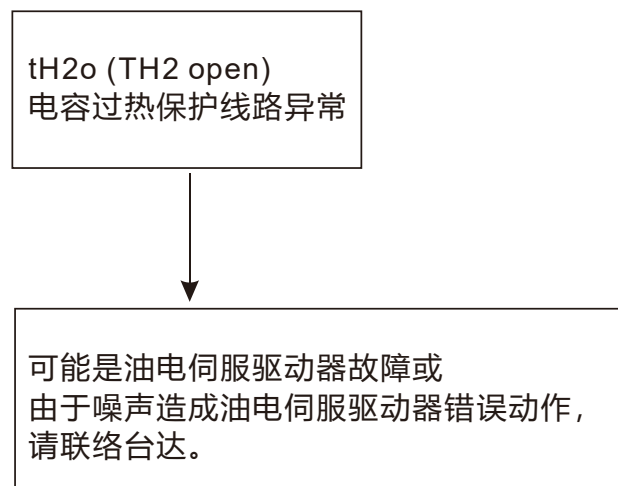 tH2o (TH2 open)
电容过热保护线路异常
可能是油电伺服驱动器故障或
由于噪声造成油电伺服驱动器错误动作，
请联络台达。